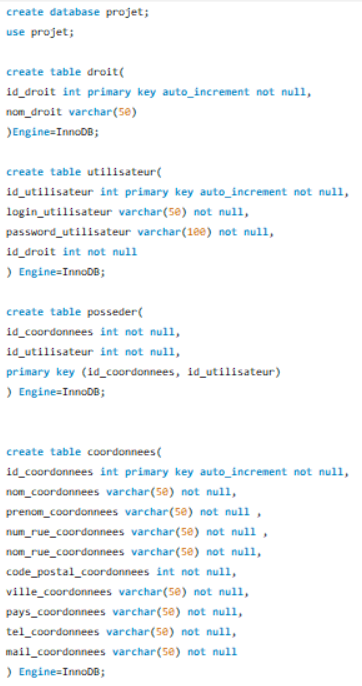 create database projet;
use projet;
create table droit(
id_droit int primary key auto_increment not null,
nom_droit varchar(50)
)Engine=InnoDB;
create table utilisateur(
id_utilisateur int primary key auto_increment not null,
login_utilisateur varchar(50) not null,
password_utilisateur varchar(100) not null,
id_droit int not null
) Engine=InnoDB;
create table posseder(
id_coordonnees int not null,
id_utilisateur int not null,
primary key (id_coordonnees, id_utilisateur)
) Engine=InnoDB;
create table coordonnees(
id_coordonnees int primary key auto_increment not null,
nom_coordonnees varchar(50) not null,
prenom_coordonnees varchar(50) not null ,
num_rue_coordonnees varchar(50) not null ,
nom_rue_coordonnees varchar(50) not null,
code_postal_coordonnees int not null,
ville_coordonnees varchar(50) not null,
pays_coordonnees varchar(50) not null,
tel_coordonnees varchar(50) not null,
mail_coordonnees varchar(50) not null
) Engine=InnoDB;